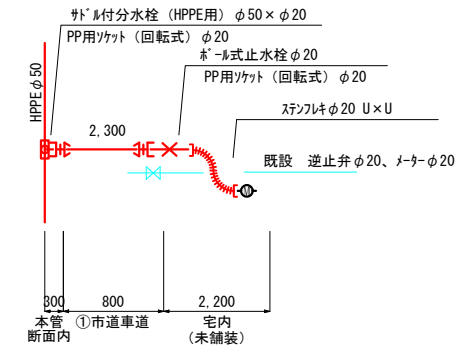 ｻﾄﾞﾙ付分水栓（HPPE用）φ50×φ20
PP用ｿｹｯﾄ（回転式）φ20
ﾎﾞｰﾙ式止水栓φ20
PP用ｿｹｯﾄ（回転式）φ20
HPPEφ50
ｽﾃﾝﾌﾚｷφ20 U×U
2,300
既設　逆止弁φ20、ﾒｰﾀｰφ20
M
300
800
2,200
本管
断面内
①市道車道
宅内
（未舗装）